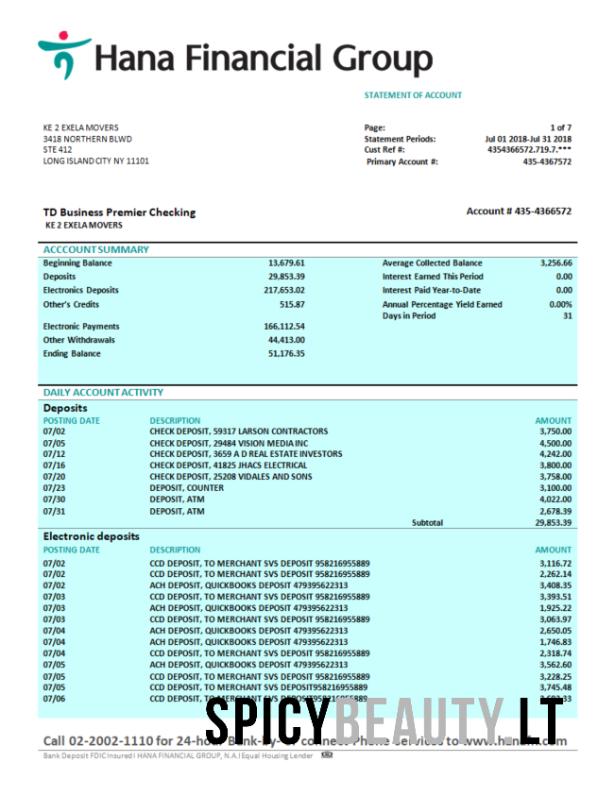 Hana Financial Group
STATEMENT OF ACCOUNT
KE 2 EXELA MOVERS
3418 NORTHERN BLWD
STE 412
LONG ISLAND CITY NY 11101
Page: 1 of 7
Statement Periods: Jul 01 2018-Jul 31 2018
Cust Ref #: 4354366572.719.7.***
Primary Account #: 435-4367572
TD Business Premier Checking
KE 2 EXELA MOVERS
Account # 435-4366572
ACCCOUNT SUMMARY
Beginning Balance 13,679.61 Average Collected Balance 3,256.66
Deposits 29,853.39 Interest Earned This Period 0.00
Electronics Deposits 217,653.02 Interest Paid Year-to-Date 0.00
Other's Credits 515.87 Annual Percentage Yield Earned 0.00%
Days in Period 31
Electronic Payments 166,112.54
Other Withdrawals 44,413.00
Ending Balance 51,176.35
DAILY ACCOUNT ACTIVITY
Deposits
POSTING DATE DESCRIPTION AMOUNT
07/02 CHECK DEPOSIT, 59317 LARSON CONTRACTORS 3,750.00
07/05 CHECK DEPOSIT, 29484 VISION MEDIA INC 4,500.00
07/12 CHECK DEPOSIT, 3659 A D REAL ESTATE INVESTORS 4,242.00
07/16 CHECK DEPOSIT, 41825 JHACS ELECTRICAL 3,800.00
07/20 CHECK DEPOSIT, 25208 VIDALES AND SONS 3,758.00
07/23 DEPOSIT, COUNTER 3,100.00
07/30 DEPOSIT, ATM 4,022.00
07/31 DEPOSIT, ATM 2,678.39
Subtotal 29,853.39
Electronic deposits
POSTING DATE DESCRIPTION AMOUNT
07/02 CCD DEPOSIT, TO MERCHANT SVS DEPOSIT 958216955889 3,116.72
07/02 CCD DEPOSIT, TO MERCHANT SVS DEPOSIT 958216955889 2,262.14
07/02 ACH DEPOSIT, QUICKBOOKS DEPOSIT 479395622313 3,408.35
07/03 CCD DEPOSIT, TO MERCHANT SVS DEPOSIT 958216955889 3,393.51
07/03 ACH DEPOSIT, QUICKBOOKS DEPOSIT 479395622313 1,925.22
07/03 CCD DEPOSIT, TO MERCHANT SVS DEPOSIT 958216955889 3,063.97
07/04 ACH DEPOSIT, QUICKBOOKS DEPOSIT 479395622313 2,650.05
07/04 ACH DEPOSIT, QUICKBOOKS DEPOSIT 479395622313 1,746.83
07/04 CCD DEPOSIT, TO MERCHANT SVS DEPOSIT 958216955889 2,318.74
07/05 ACH DEPOSIT, QUICKBOOKS DEPOSIT 479395622313 3,562.60
07/05 CCD DEPOSIT, TO MERCHANT SVS DEPOSIT 958216955889 3,228.25
07/05 CCD DEPOSIT, TO MERCHANT SVS DEPOSIT958216955889 3,745.48
07/06 CCD DEPOSIT, TO MERCHANT
SPICYBEAUTY.LT
Call 02-2002-1110 for 24-hour to
Bank Deposit FDIC Insured I HANA FINANCIAL GROUP, N.A.I Equal Housing Lender